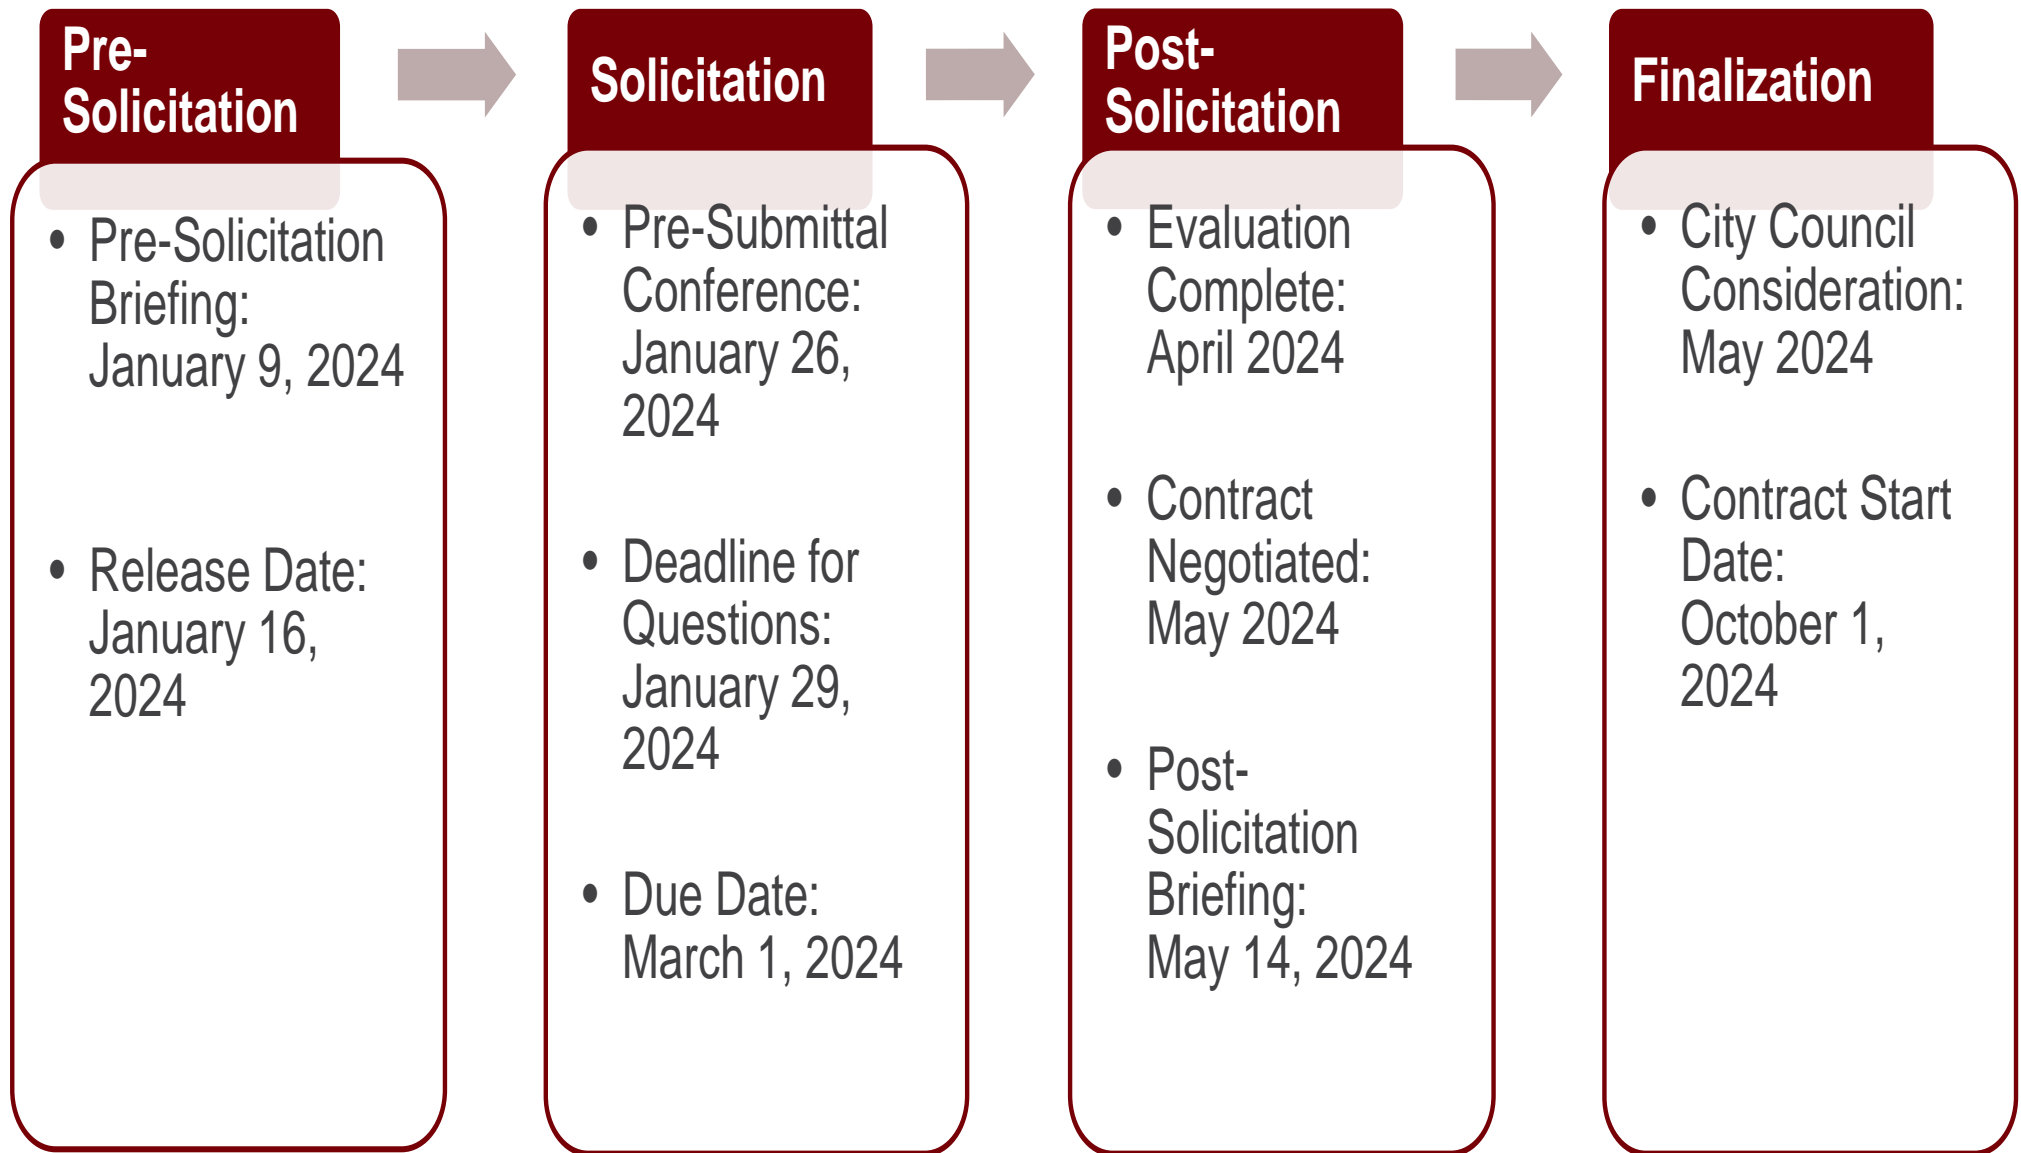 Pre-
Solicitation
• Pre-Solicitation
Briefing:
January 9, 2024
• Release Date:
January 16,
2024
Solicitation
• Pre-Submittal
Conference:
January 26,
2024
• Deadline for
Questions:
January 29,
2024
• Due Date:
March 1, 2024
Post-
Solicitation
• Evaluation
Complete:
April 2024
• Contract
Negotiated:
May 2024
• Post-
Solicitation
Briefing:
May 14, 2024
Finalization
• City Council
Consideration:
May 2024
• Contract Start
Date:
October 1,
2024